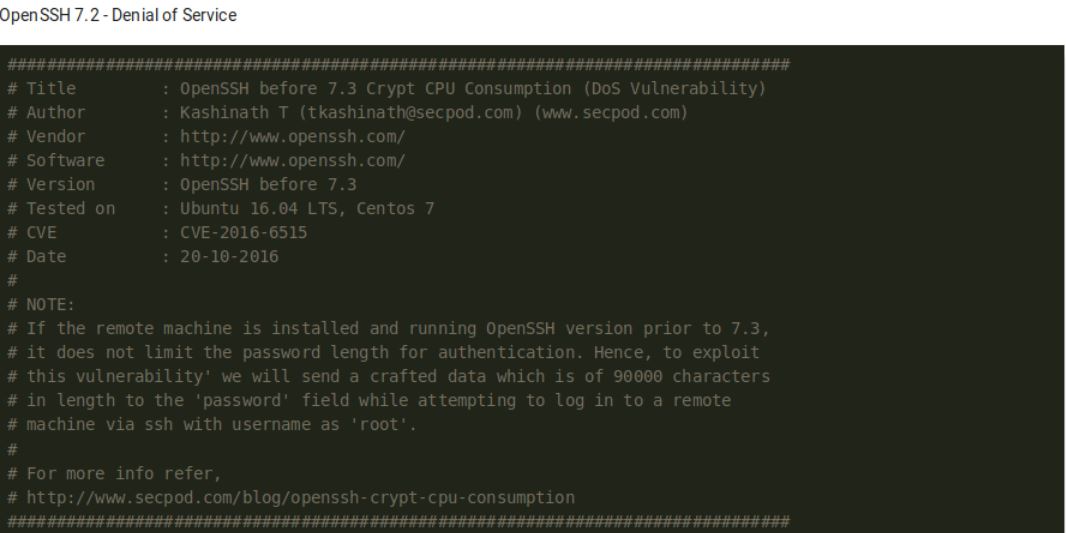 OpenSSH 7.2 - Denial of Service
################################################################################
# Title         : OpenSSH before 7.3 Crypt CPU Consumption (DoS Vulnerability)
# Author        : Kashinath T (tkashinath@secpod.com) (www.secpod.com)
# Vendor        : http://www.openssh.com/
# Software      : http://www.openssh.com/
# Version       : OpenSSH before 7.3
# Tested on     : Ubuntu 16.04 LTS, Centos 7
# CVE           : CVE-2016-6515
# Date          : 20-10-2016
#
# NOTE:
# If the remote machine is installed and running OpenSSH version prior to 7.3,
# it does not limit the password length for authentication. Hence, to exploit
# this vulnerability' we will send a crafted data which is of 90000 characters
# in length to the 'password' field while attempting to log in to a remote
# machine via ssh with username as 'root'.
#
# For more info refer,
# http://www.secpod.com/blog/openssh-crypt-cpu-consumption
################################################################################